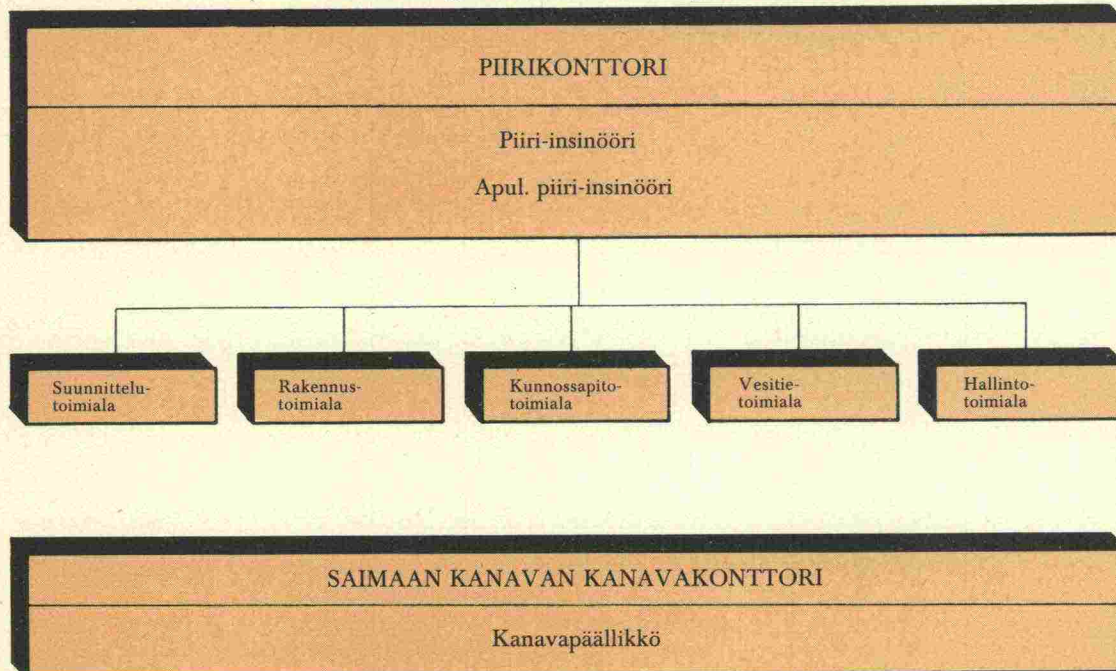 PIIRIKONTTORI
Piiri-insinööri
Apul. piiri-insinööri
Suunnittelu-
toimiala
Rakennus-
toimiala
Kunnossapito-
toimiala
Vesitie-
toimiala
Hallinto-
toimiala
SAIMAAN KANAVAN KANAVAKONTTORI
Kanavapäällikkö